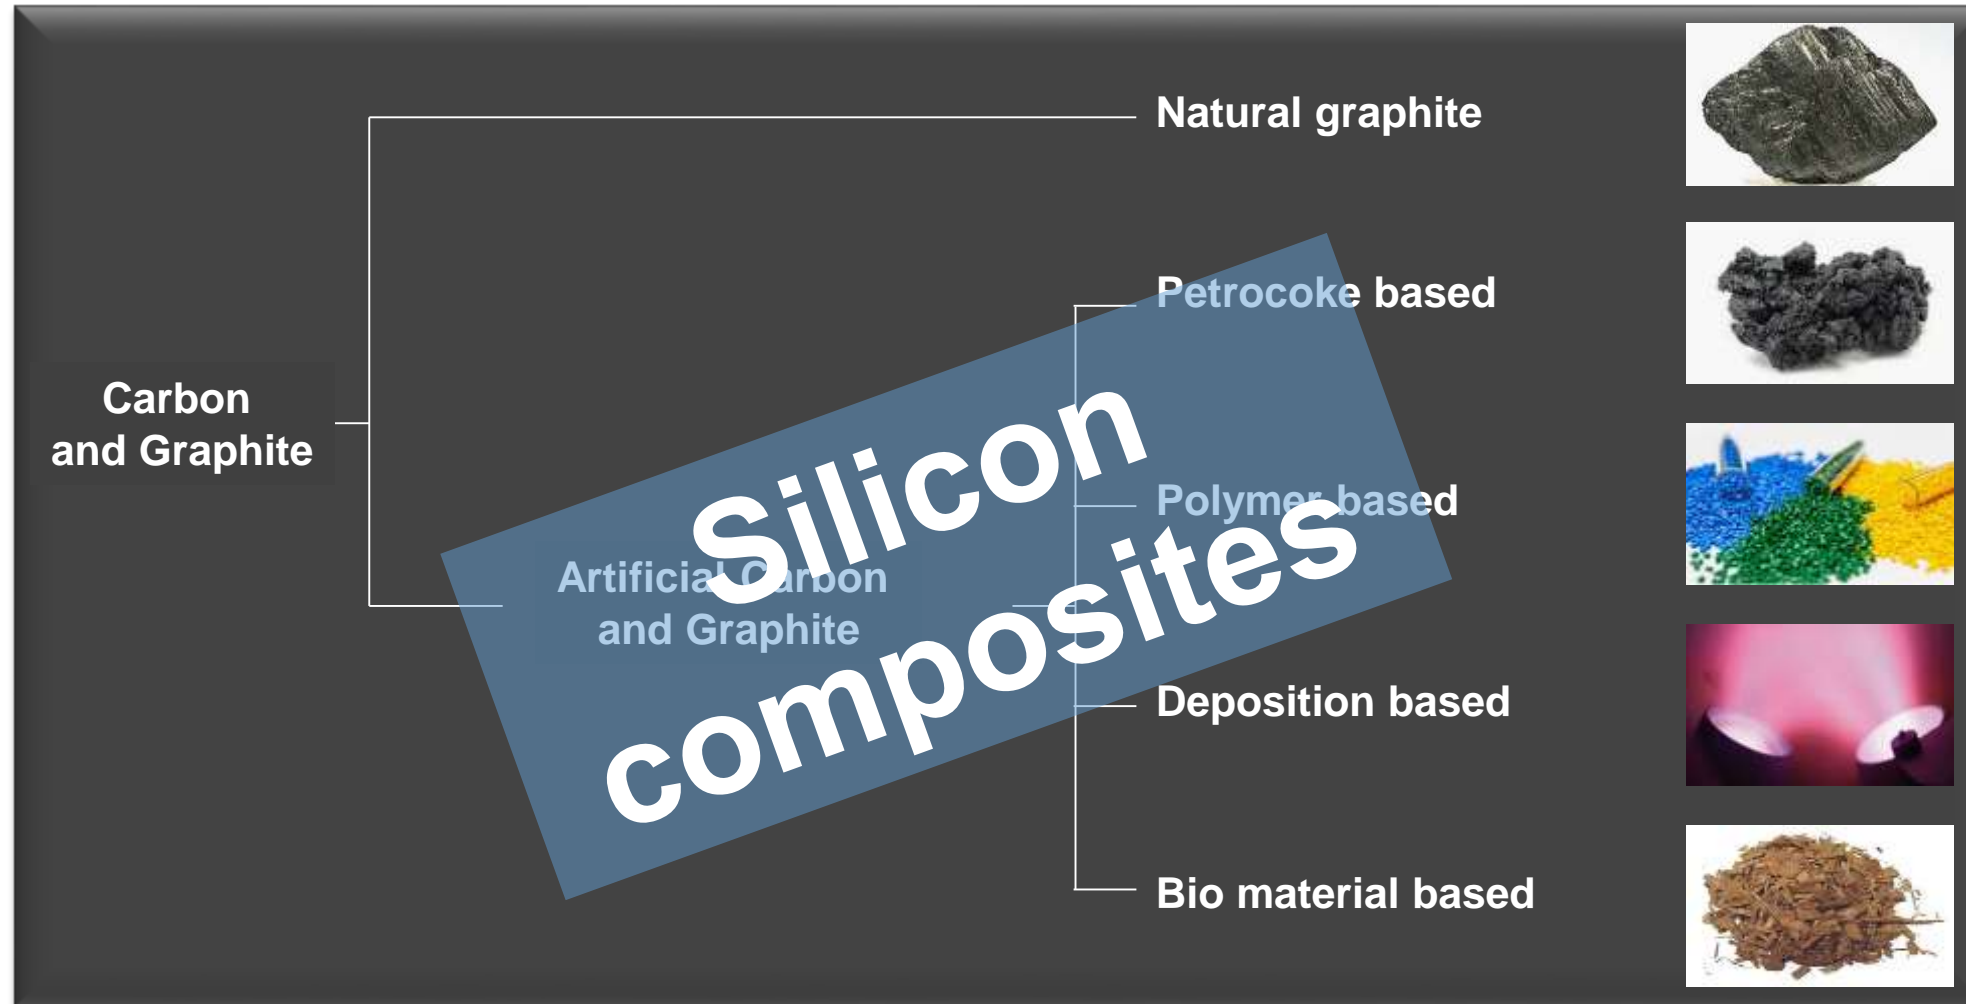 Natural graphite
Petrocoke based
Carbon
and Graphite
Silicon
composites
Polymer based
Artificial Carbon
and Graphite
Deposition based
Bio material based